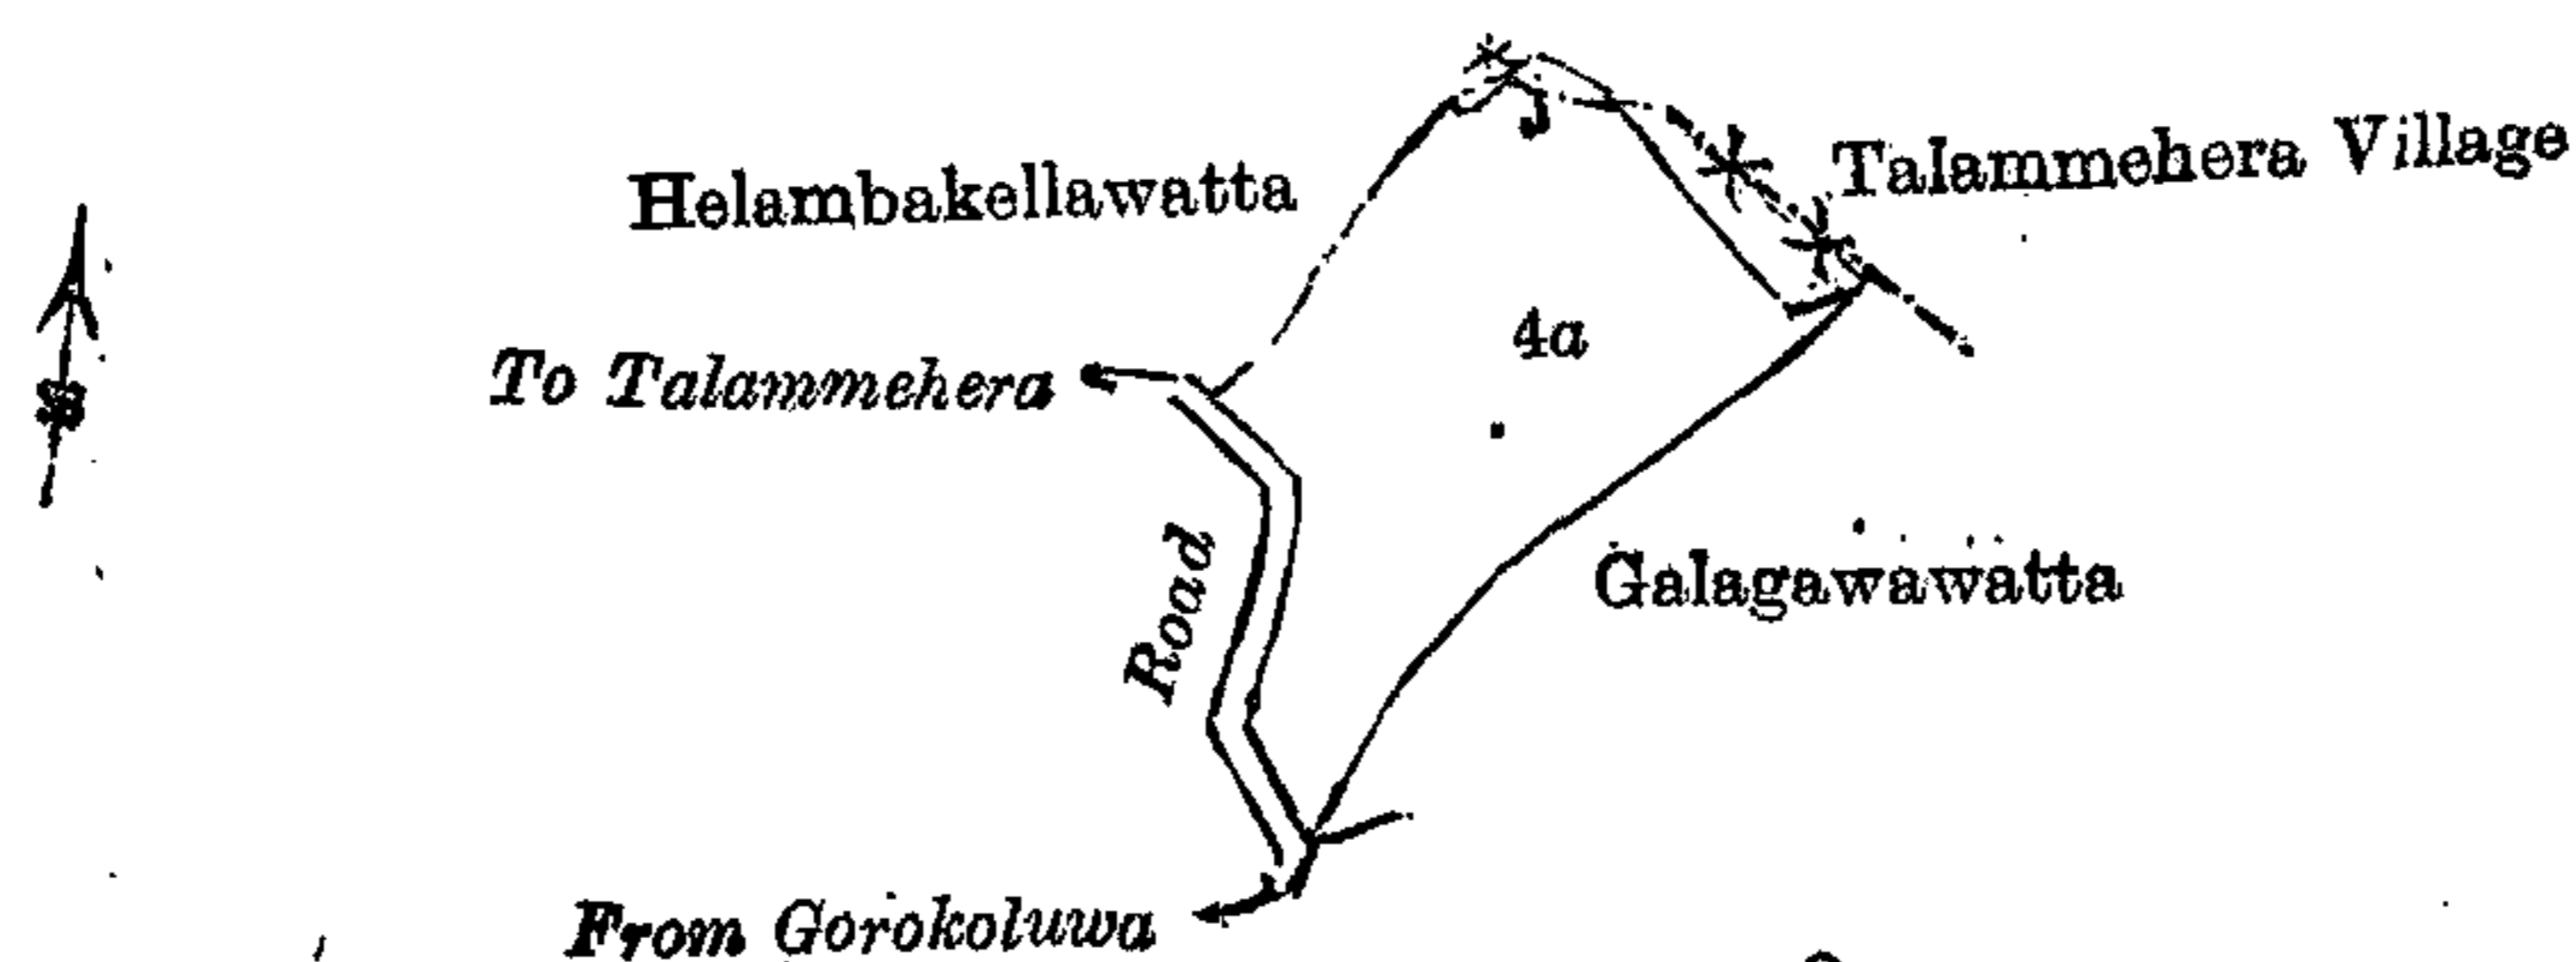 Talammehera Village
Helambakellawatta
4a
To Talammehera
Road
Galagawawatta
From Gorokoluwa